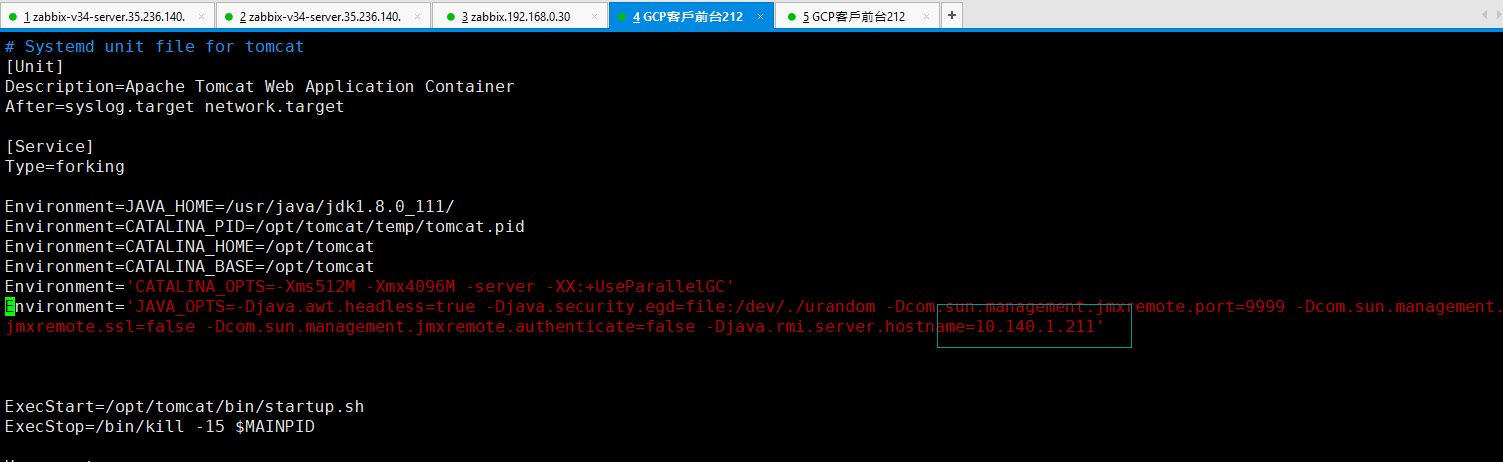 1 zabbix-v34-server.35.236.140. × 2 zabbix-v34-server.35.236.140. × 3 zabbix.192.168.0.30 × 4 GCP客戶前台212 × 5 GCP客戶前台212 × +
# Systemd unit file for tomcat
[Unit]
Description=Apache Tomcat Web Application Container
After=syslog.target network.target
[Service]
Type=forking
Environment=JAVA_HOME=/usr/java/jdk1.8.0_111/
Environment=CATALINA_PID=/opt/tomcat/temp/tomcat.pid
Environment=CATALINA_HOME=/opt/tomcat
Environment=CATALINA_BASE=/opt/tomcat
Environment='CATALINA_OPTS=-Xms512M -Xmx4096M -server -XX:+UseParallelGC'
Environment='JAVA_OPTS=-Djava.awt.headless=true -Djava.security.egd=file:/dev/./urandom -Dcom.sun.management.jmxremote.port=9999 -Dcom.sun.management.
jmxremote.ssl=false -Dcom.sun.management.jmxremote.authenticate=false -Djava.rmi.server.hostname=10.140.1.211'
ExecStart=/opt/tomcat/bin/startup.sh
ExecStop=/bin/kill -15 $MAINPID